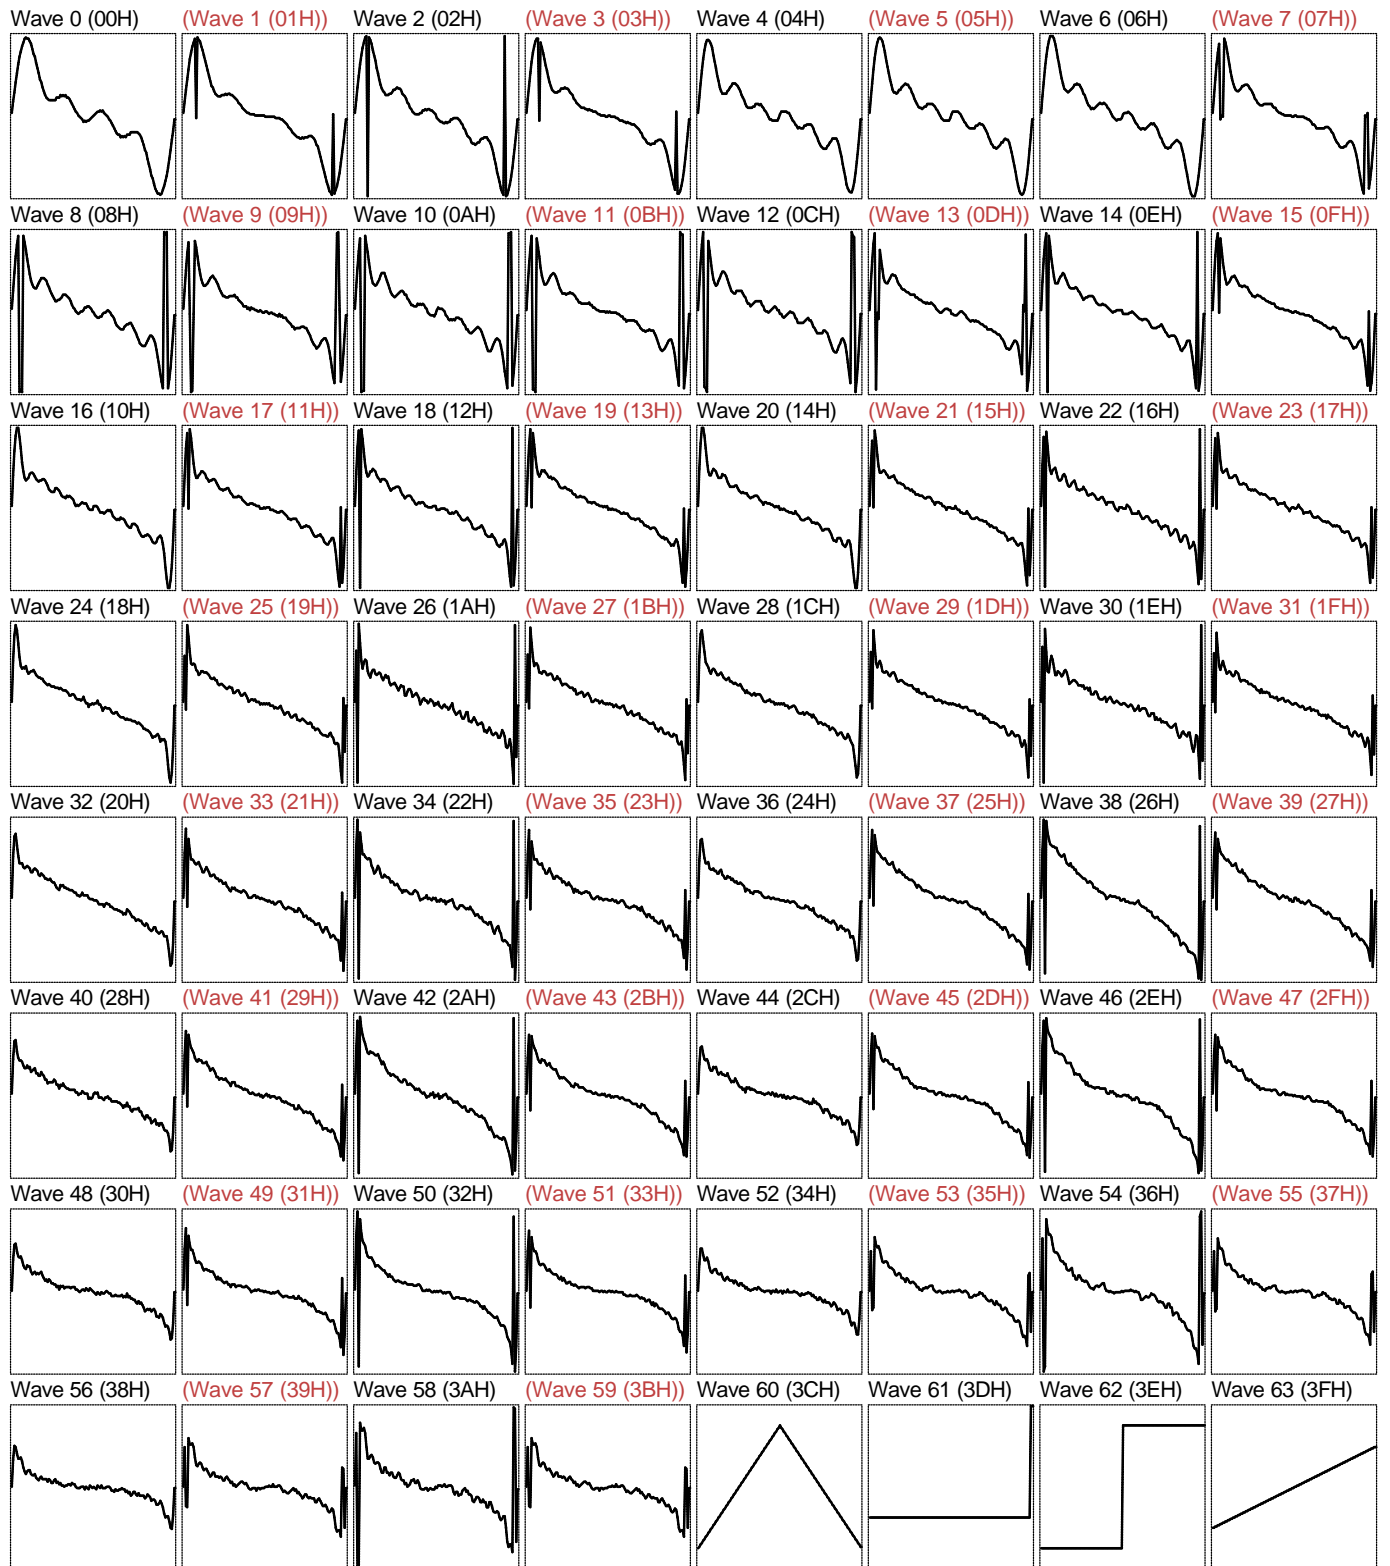 Wave 0 (00H) (Wave 1 (01H)) Wave 2 (02H) (Wave 3 (03H)) Wave 4 (04H) (Wave 5 (05H)) Wave 6 (06H) (Wave 7 (07H))
Wave 8 (08H) (Wave 9 (09H)) Wave 10 (0AH) (Wave 11 (0BH)) Wave 12 (0CH) (Wave 13 (0DH)) Wave 14 (0EH) (Wave 15 (0FH))
Wave 16 (10H) (Wave 17 (11H)) Wave 18 (12H) (Wave 19 (13H)) Wave 20 (14H) (Wave 21 (15H)) Wave 22 (16H) (Wave 23 (17H))
Wave 24 (18H) (Wave 25 (19H)) Wave 26 (1AH) (Wave 27 (1BH)) Wave 28 (1CH) (Wave 29 (1DH)) Wave 30 (1EH) (Wave 31 (1FH))
Wave 32 (20H) (Wave 33 (21H)) Wave 34 (22H) (Wave 35 (23H)) Wave 36 (24H) (Wave 37 (25H)) Wave 38 (26H) (Wave 39 (27H))
Wave 40 (28H) (Wave 41 (29H)) Wave 42 (2AH) (Wave 43 (2BH)) Wave 44 (2CH) (Wave 45 (2DH)) Wave 46 (2EH) (Wave 47 (2FH))
Wave 48 (30H) (Wave 49 (31H)) Wave 50 (32H) (Wave 51 (33H)) Wave 52 (34H) (Wave 53 (35H)) Wave 54 (36H) (Wave 55 (37H))
Wave 56 (38H) (Wave 57 (39H)) Wave 58 (3AH) (Wave 59 (3BH)) Wave 60 (3CH) Wave 61 (3DH) Wave 62 (3EH) Wave 63 (3FH)